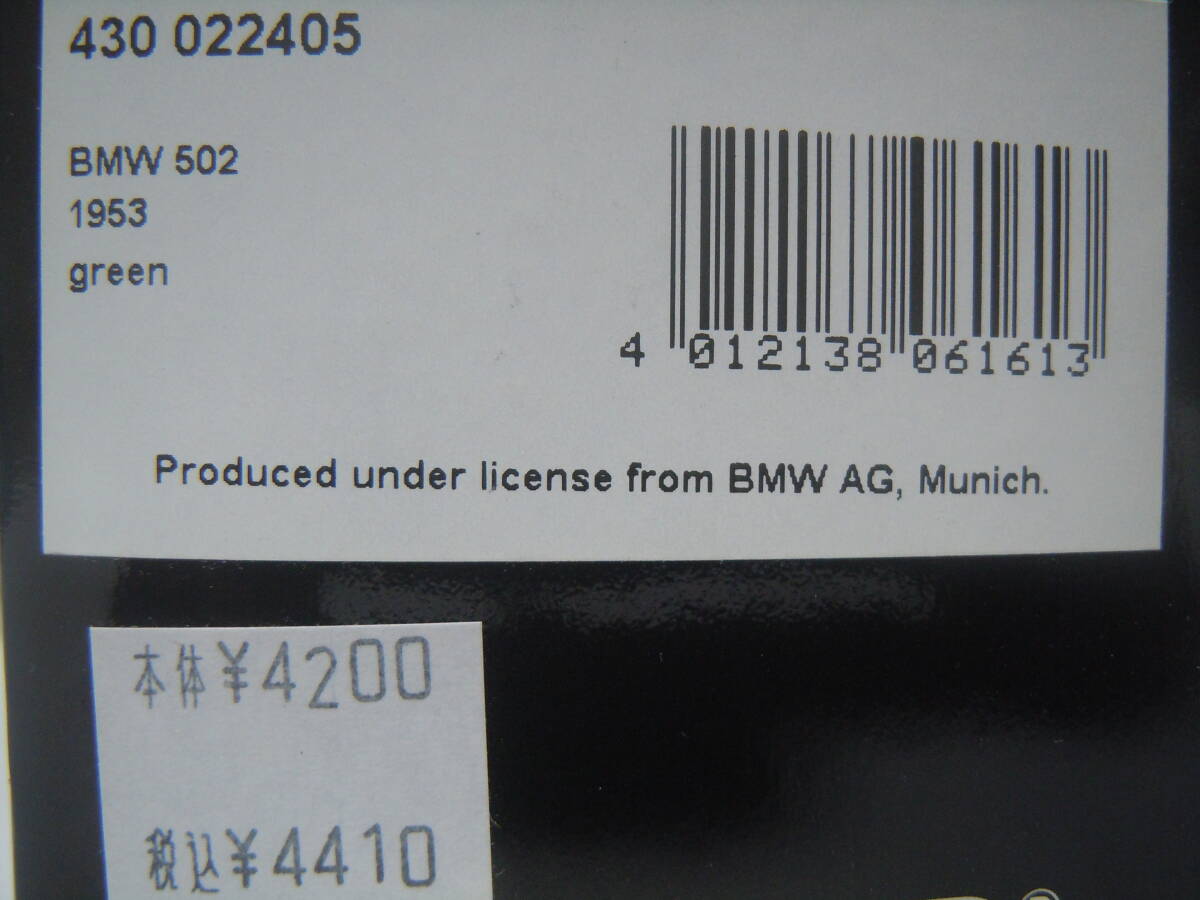 430 022405
BMW 502
1953
green
4 012138 061613
Produced under license from BMW AG, Munich.
本体¥4200
税込¥4410
®